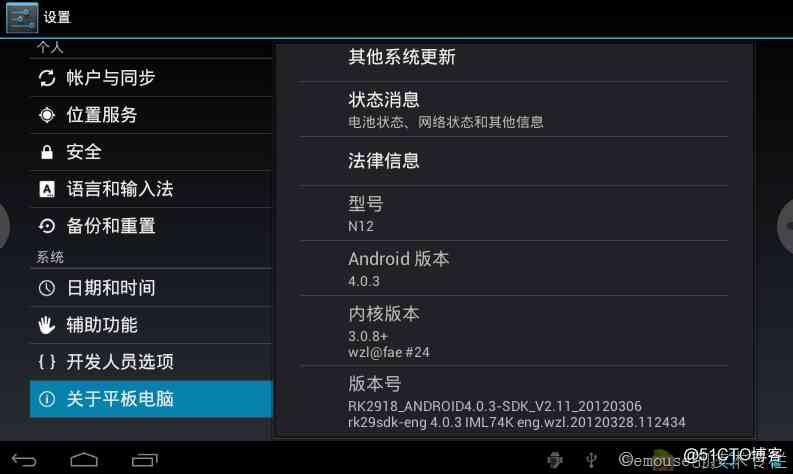 设置
个人
帐户与同步
位置服务
安全
语言和输入法
备份和重置
系统
日期和时间
辅助功能
{ } 开发人员选项
关于平板电脑
其他系统更新
状态消息
电池状态、网络状态和其他信息
法律信息
型号
N12
Android 版本
4.0.3
内核版本
3.0.8+
wzl@fae #24
版本号
RK2918_ANDROID4.0.3-SDK_V2.11_20120306
rk29sdk-eng 4.0.3 IML74K eng.wzl.20120328.112434
@51CTO博客